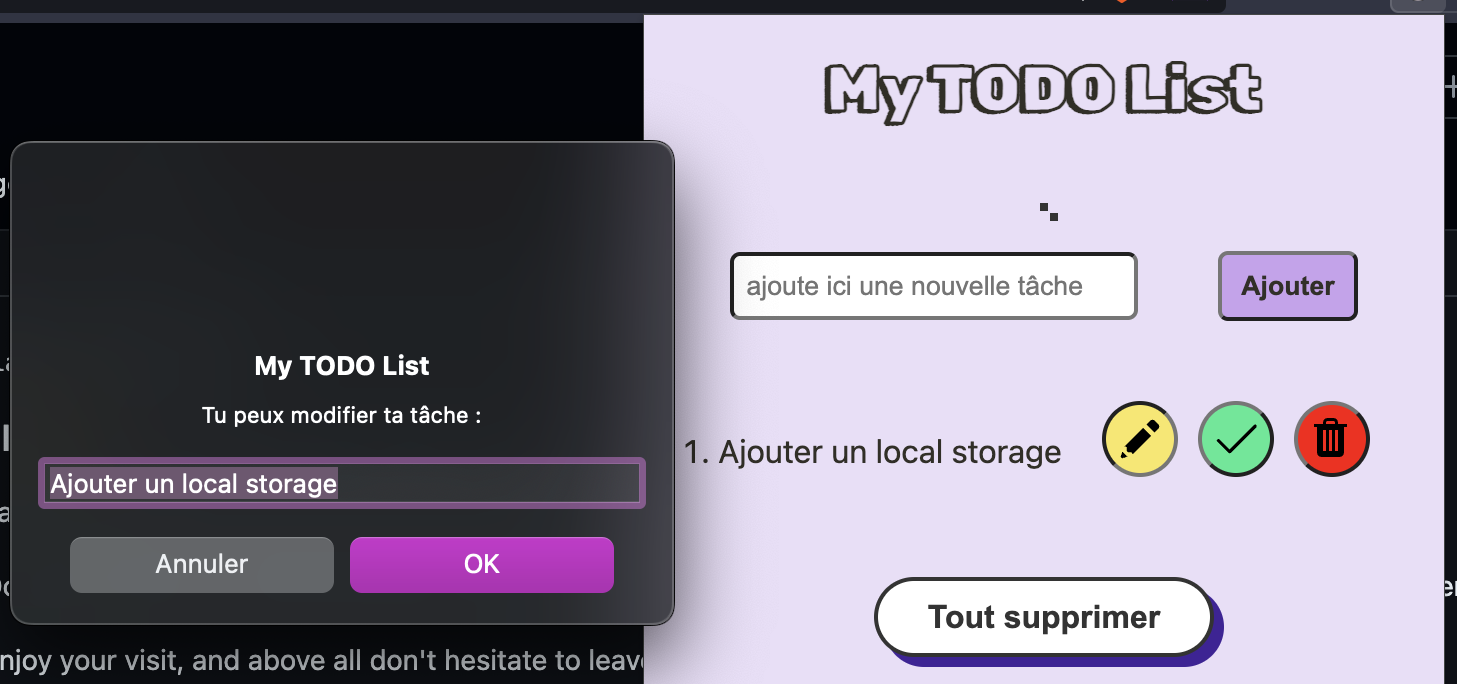 My TODO List
ajoute ici une nouvelle tâche
Ajouter
1. Ajouter un local storage
Tout supprimer
My TODO List
Tu peux modifier ta tâche :
Ajouter un local storage
Annuler
OK
enjoy your visit, and above all don't hesitate to leav